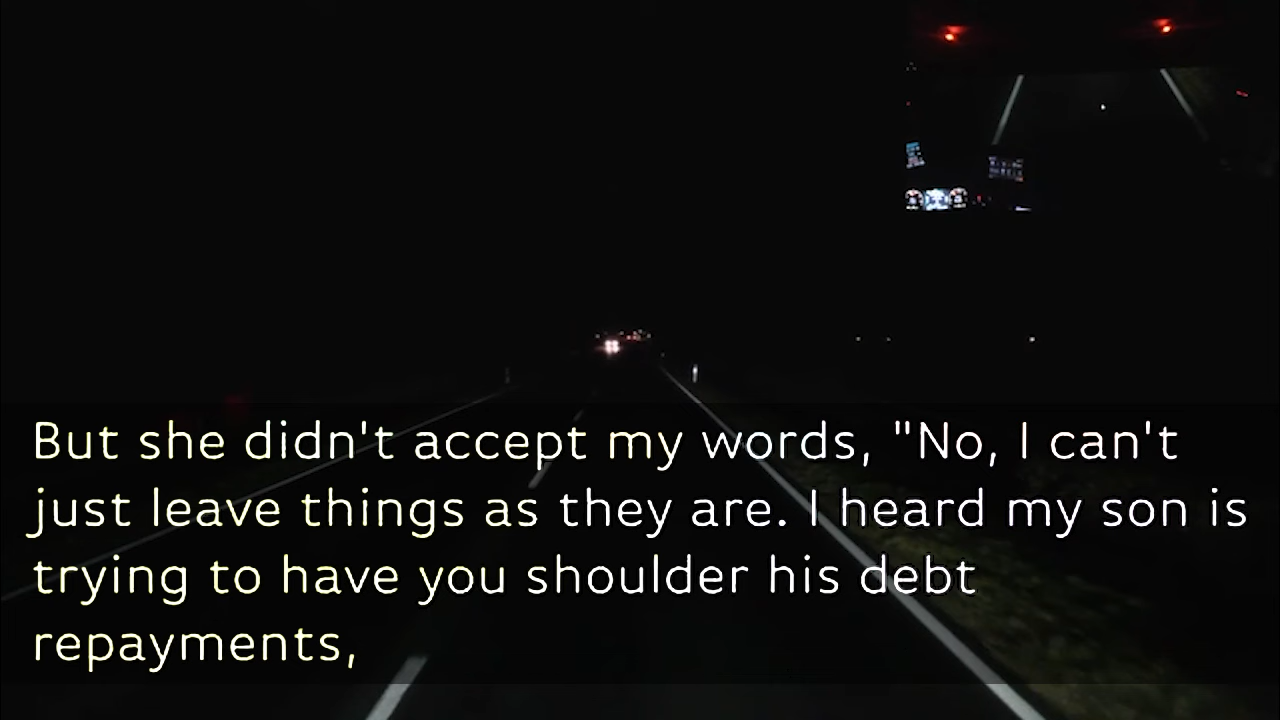 But she didn't accept my words, "No, I can't
just leave things as they are. I heard my son is
trying to have you shoulder his debt
repayments,